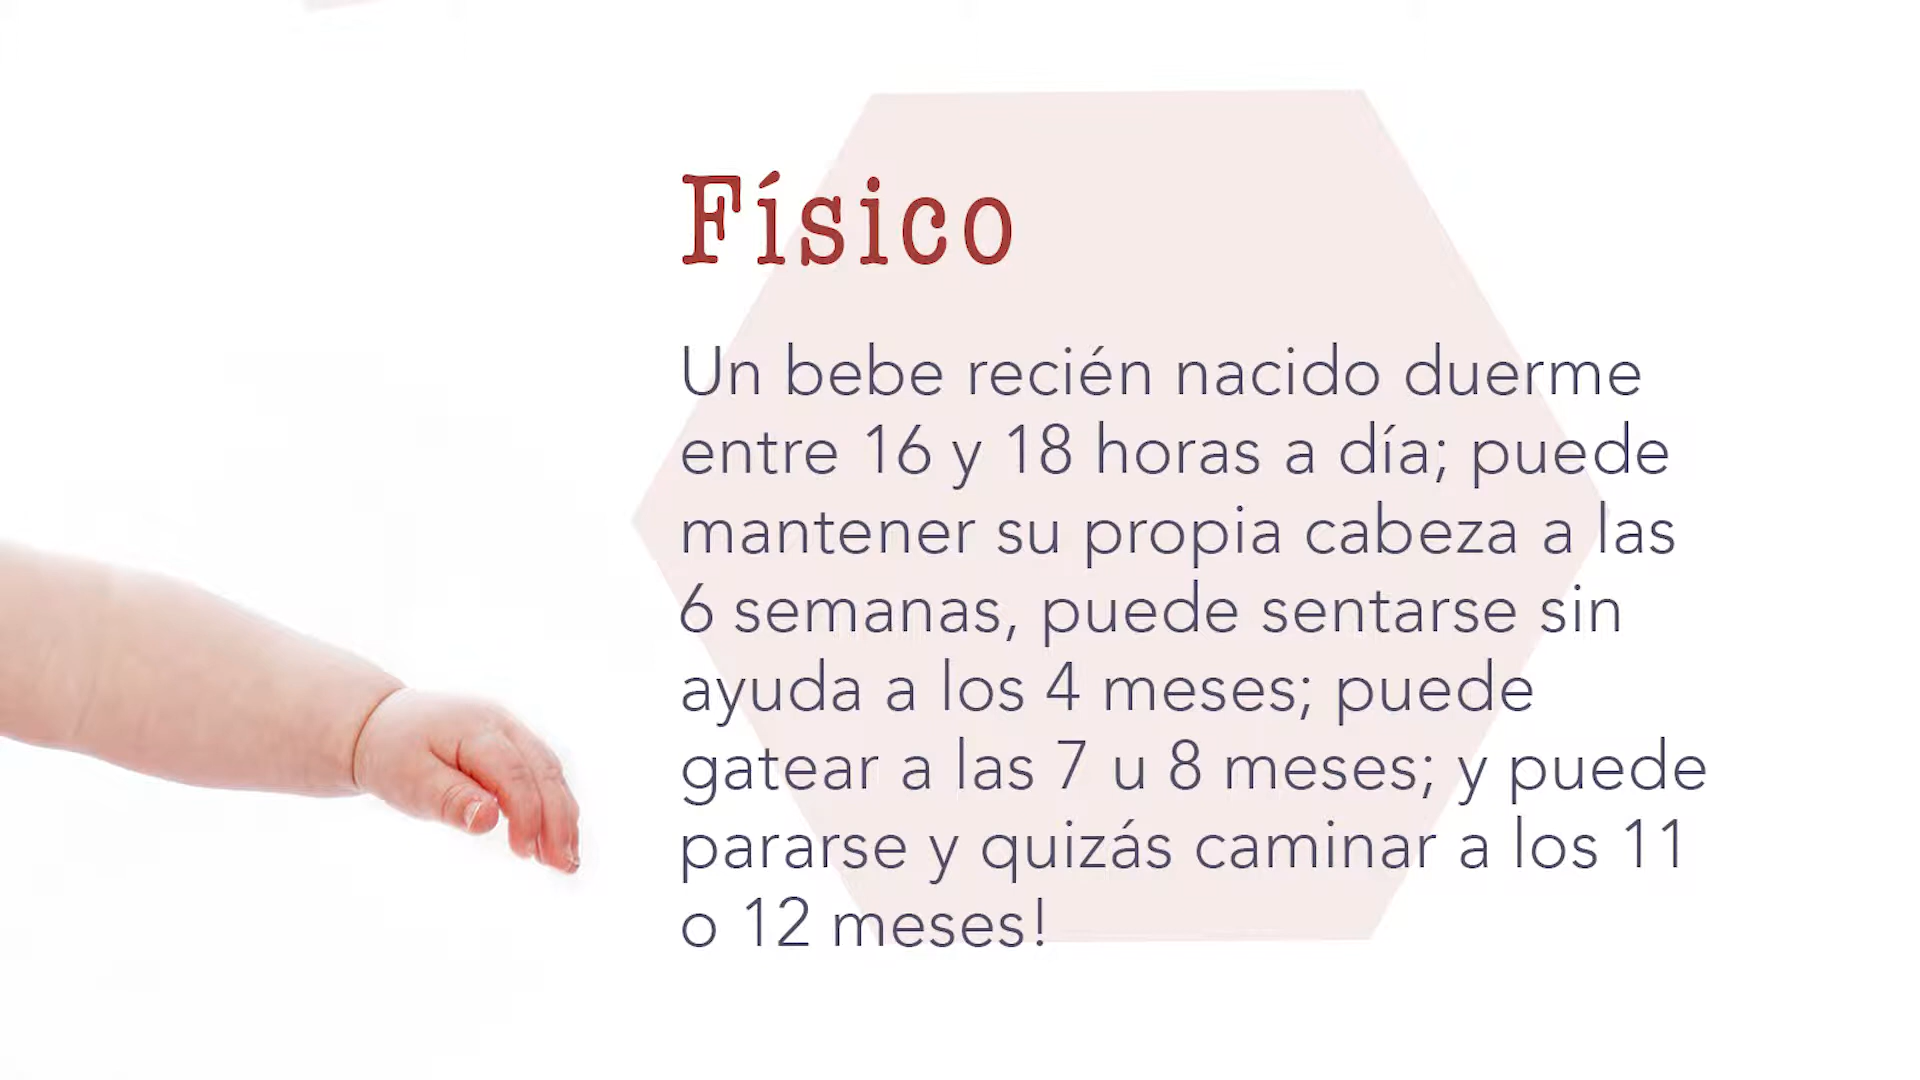 Físico
Un bebe recién nacido duerme
entre 16 y 18 horas a día; puede
mantener su propia cabeza a las
6 semanas, puede sentarse sin
ayuda a los 4 meses; puede
gatear a las 7 u 8 meses; y puede
pararse y quizás caminar a los 11
o 12 meses!